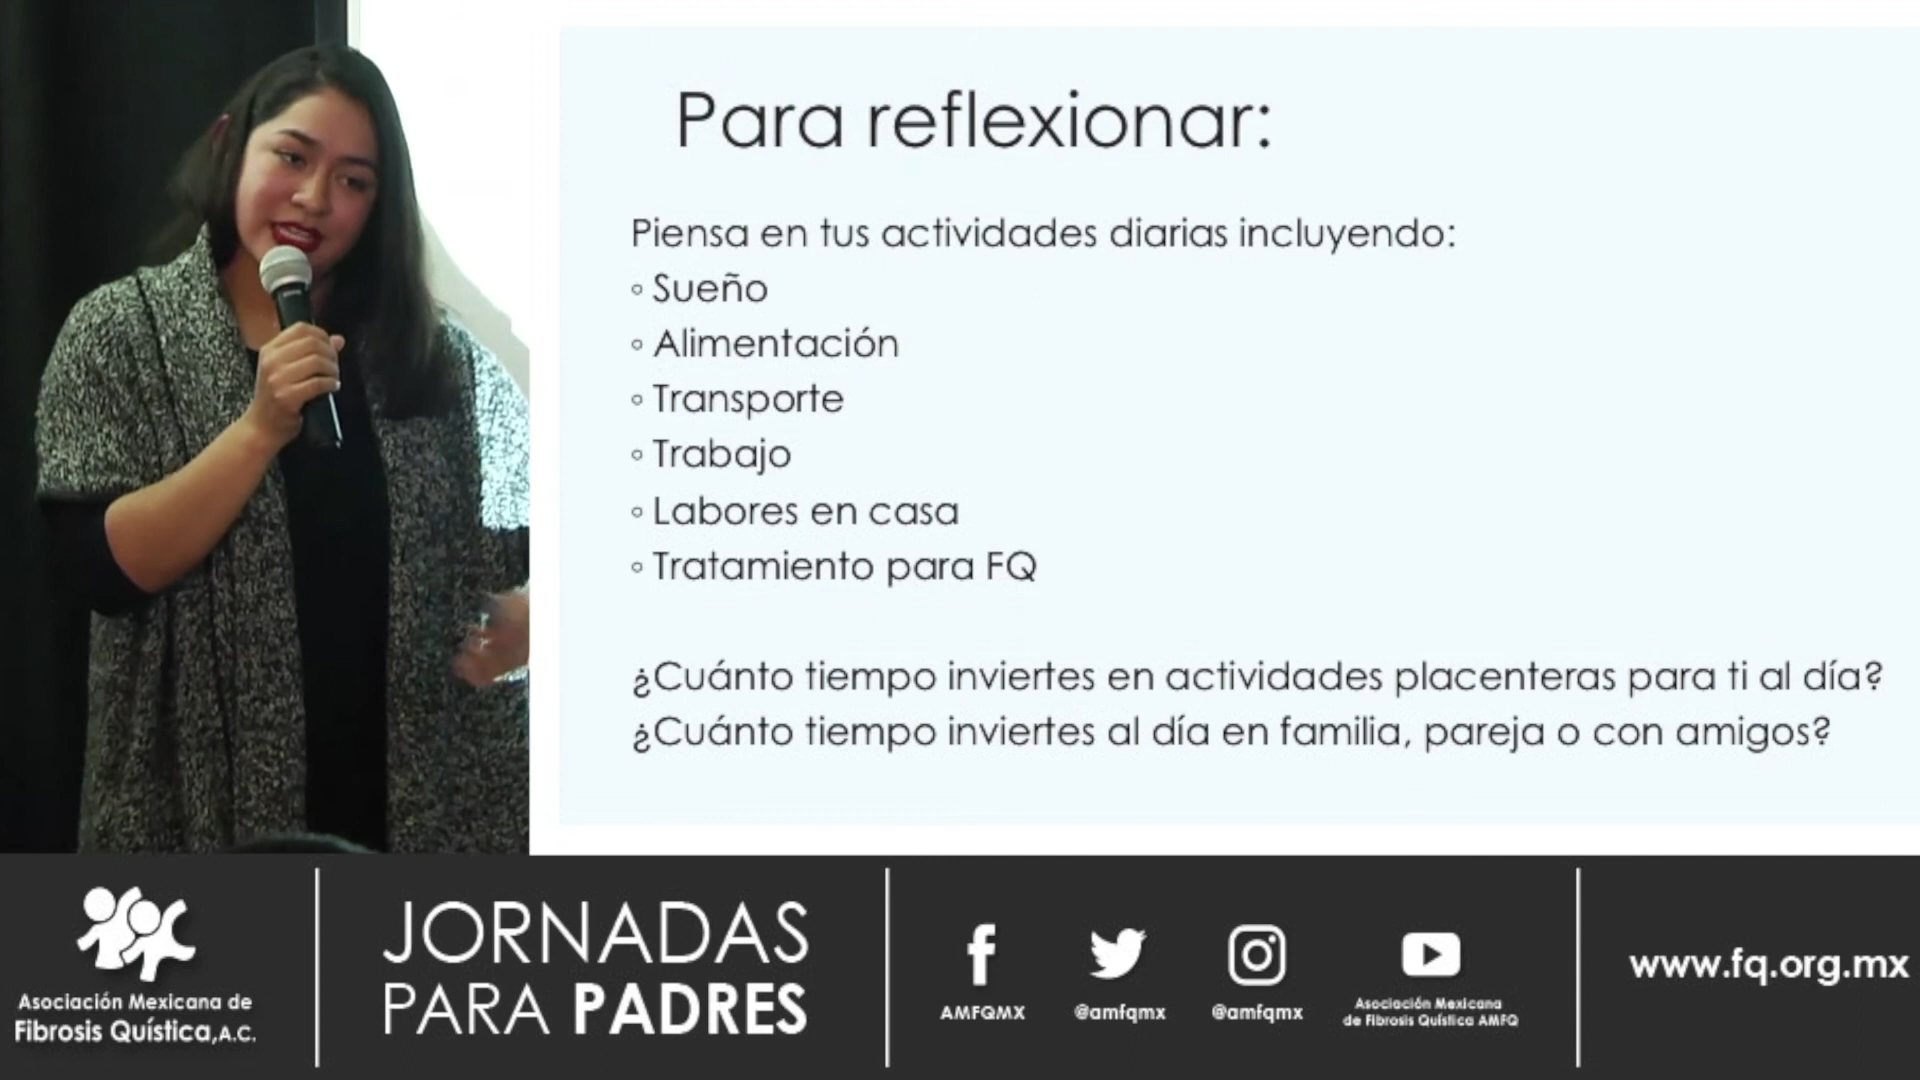 Para reflexionar:
Piensa en tus actividades diarias incluyendo:
◦ Sueño
◦ Alimentación
◦ Transporte
◦ Trabajo
◦ Labores en casa
◦ Tratamiento para FQ
¿Cuánto tiempo inviertes en actividades placenteras para ti al día?
¿Cuánto tiempo inviertes al día en familia, pareja o con amigos?
Asociación Mexicana de
Fibrosis Quística, A.C.
JORNADAS
PARA PADRES
AMFQMX
@amfqmx
@amfqmx
Asociación Mexicana
de Fibrosis Quística AMFQ
www.fq.org.mx